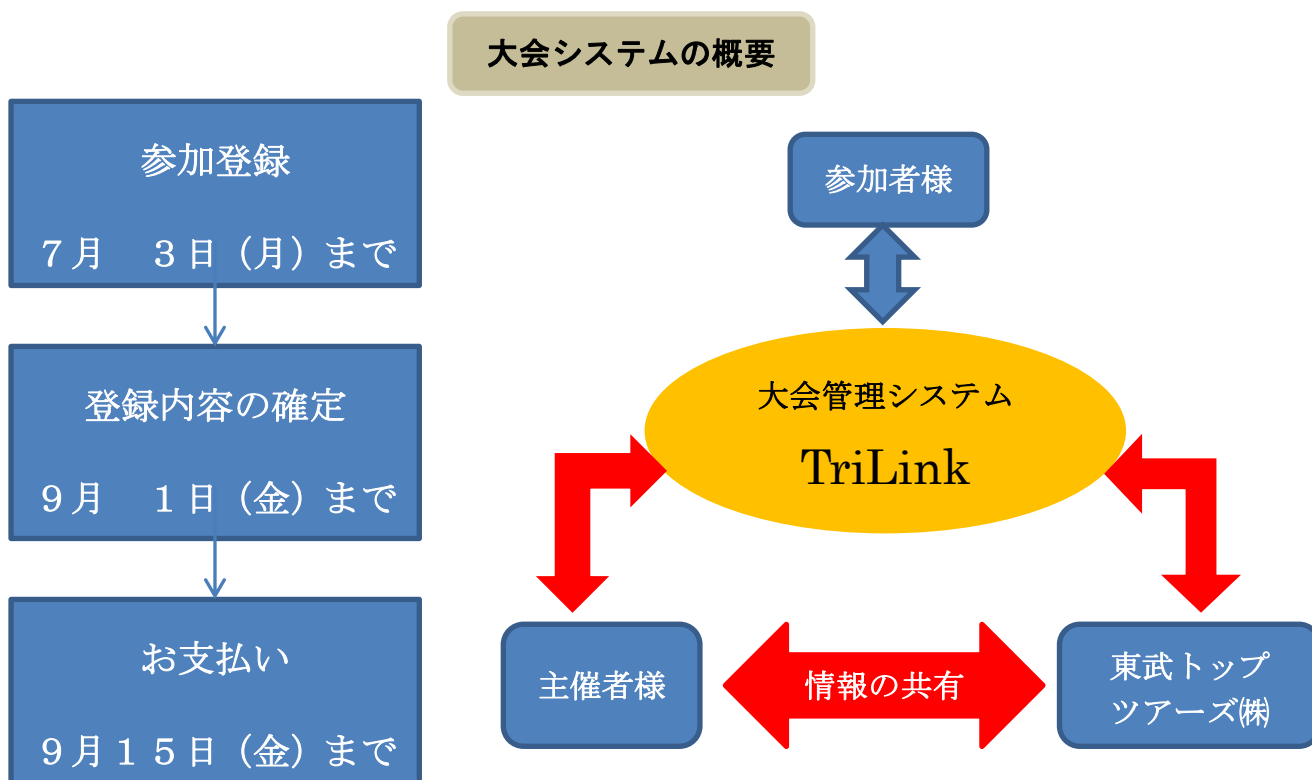 大会システムの概要
参加登録
７月　３日（月）まで
登録内容の確定
９月　１日（金）まで
お支払い
９月１５日（金）まで
参加者様
大会管理システム
TriLink
主催者様
情報の共有
東武トップ
ツアーズ㈱